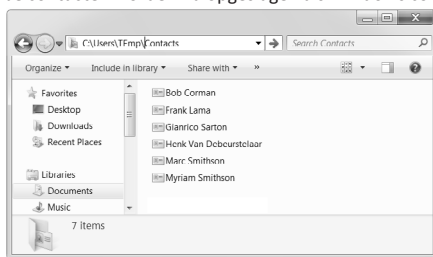 C:\Users\TEmp\Contacts
Search Contacts
Organize
Include in library
Share with
»
Favorites
Desktop
Downloads
Recent Places
Libraries
Documents
Music
Bob Corman
Frank Lama
Gianrico Sarton
Henk Van Debeurstelaar
Marc Smithson
Myriam Smithson
7 items